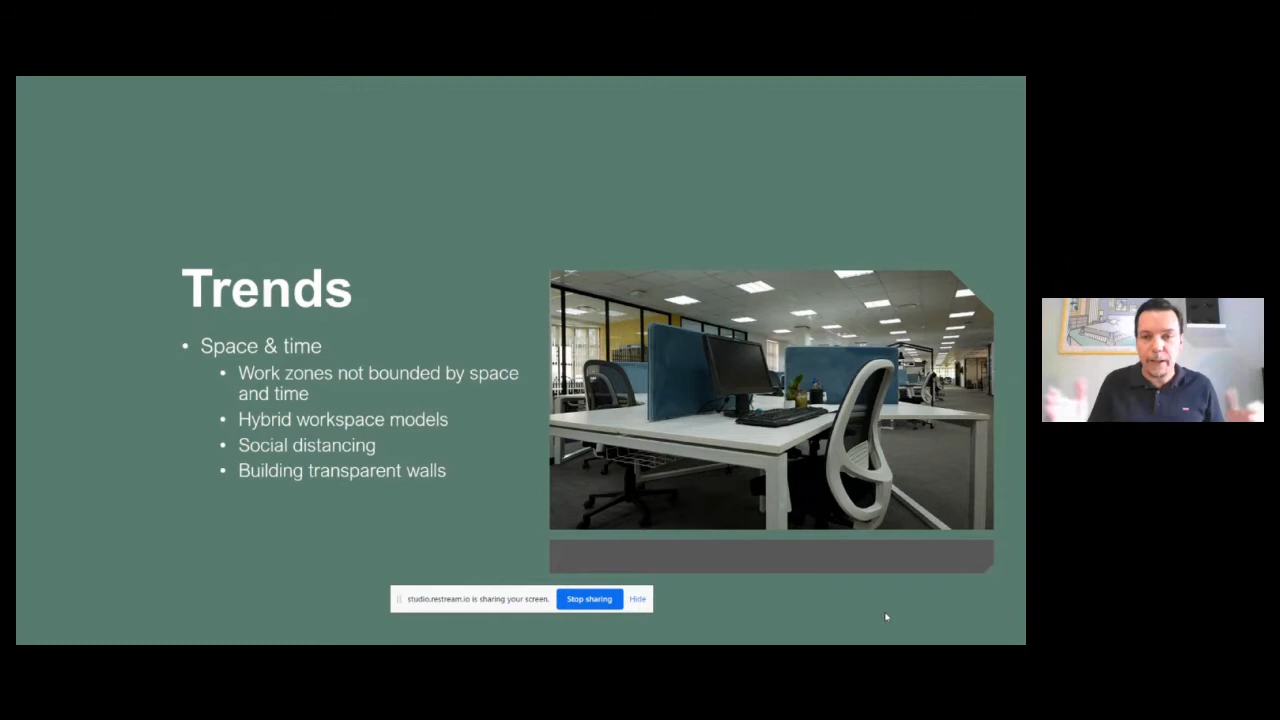 Trends
• Space & time
• Work zones not bounded by space
and time
• Hybrid workspace models
• Social distancing
• Building transparent walls
studio.restream.io is sharing your screen. Stop sharing Hide